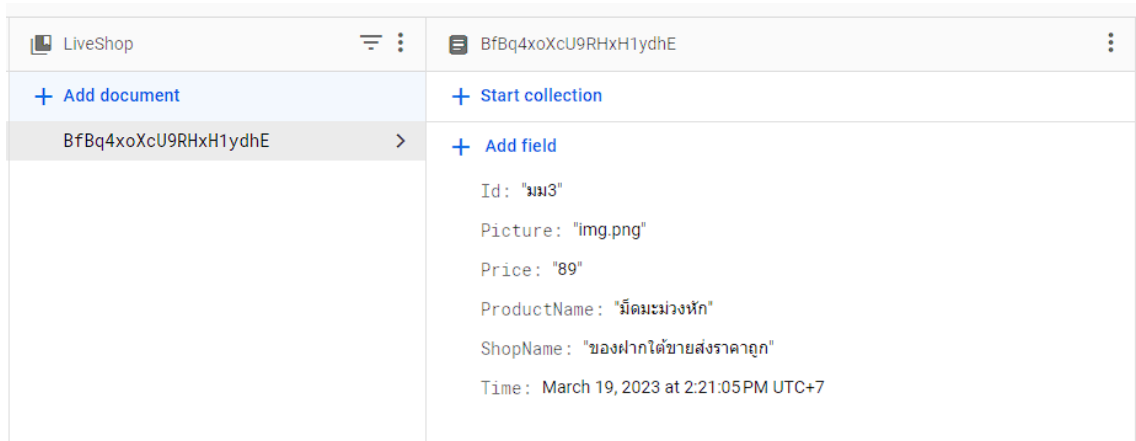 LiveShop
BfBq4xoXcU9RHxH1ydhE
+ Add document
+ Start collection
BfBq4xoXcU9RHxH1ydhE
+ Add field
Id: "มม3"
Picture: "img.png"
Price: "89"
ProductName: "ม็ดมะม่วงหัก"
ShopName: "ของฝากใต้ขายส่งราคาถูก"
Time: March 19, 2023 at 2:21:05 PM UTC+7